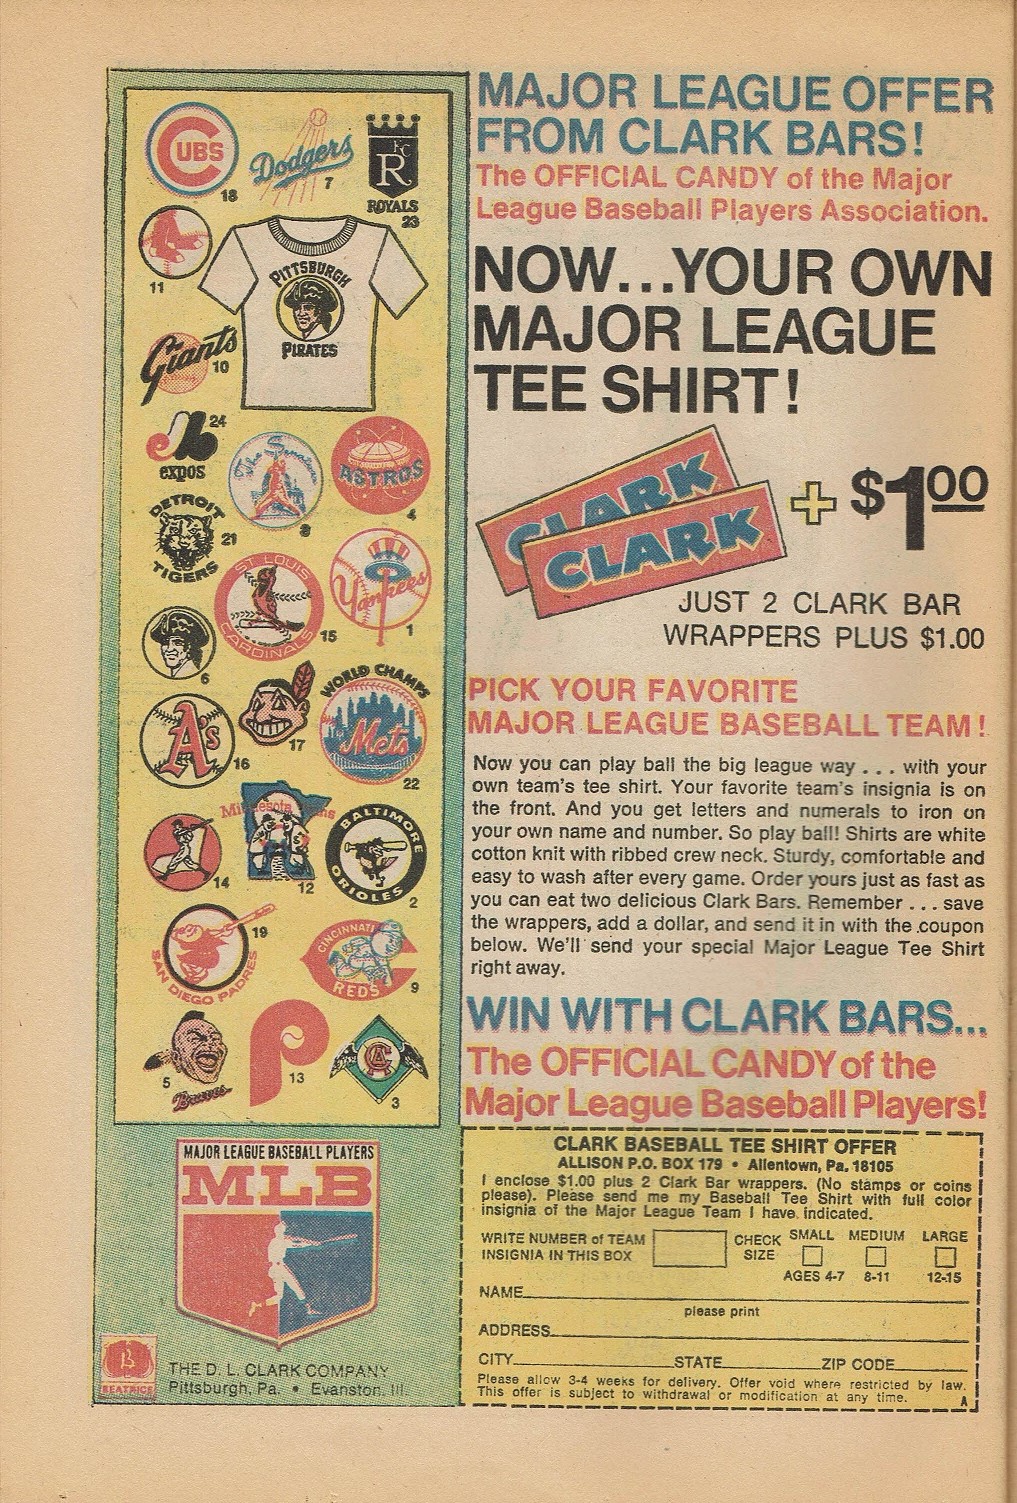 MAJOR LEAGUE OFFER
FROM CLARK BARS!
The OFFICIAL CANDY of the Major
League Baseball Players Association.
NOW...YOUR OWN
MAJOR LEAGUE
TEE SHIRT!
CLARK
CLARK
+ $1.00
JUST 2 CLARK BAR
WRAPPERS PLUS $1.00
PICK YOUR FAVORITE
MAJOR LEAGUE BASEBALL TEAM!
Now you can play ball the big league way . . . with your
own team's tee shirt. Your favorite team's insignia is on
the front. And you get letters and numerals to iron on
your own name and number. So play ball! Shirts are white
cotton knit with ribbed crew neck. Sturdy, comfortable and
easy to wash after every game. Order yours just as fast as
you can eat two delicious Clark Bars. Remember . . . save
the wrappers, add a dollar, and send it in with the coupon
below. We'll send your special Major League Tee Shirt
right away.
WIN WITH CLARK BARS...
The OFFICIAL CANDY of the
Major League Baseball Players!
CUBS
18
Dodgers
7
KC
R
ROYALS
23
11
PITTSBURGH
PIRATES
Giants
10
24
expos
The Senators
8
ASTROS
4
DETROIT
TIGERS
21
ST. LOUIS
CARDINALS
15
Yankees
1
6
A's
16
17
WORLD CHAMPS
Mets
22
14
Minnesota Twins
12
BALTIMORE
ORIOLES
2
19
SAN DIEGO PADRES
CINCINNATI
REDS
9
5
Braves
P
13
CA
3
MAJOR LEAGUE BASEBALL PLAYERS
MLB
BEATRICE
THE D. L. CLARK COMPANY
Pittsburgh, Pa. • Evanston, Ill.
CLARK BASEBALL TEE SHIRT OFFER
ALLISON P.O. BOX 179 • Allentown, Pa. 18105
I enclose $1.00 plus 2 Clark Bar wrappers. (No stamps or coins
please). Please send me my Baseball Tee Shirt with full color
insignia of the Major League Team I have indicated.
WRITE NUMBER of TEAM
INSIGNIA IN THIS BOX
CHECK
SIZE
SMALL MEDIUM LARGE
AGES 4-7 8-11 12-15
NAME
please print
ADDRESS
CITY STATE ZIP CODE
Please allow 3-4 weeks for delivery. Offer void where restricted by law.
This offer is subject to withdrawal or modification at any time.
A